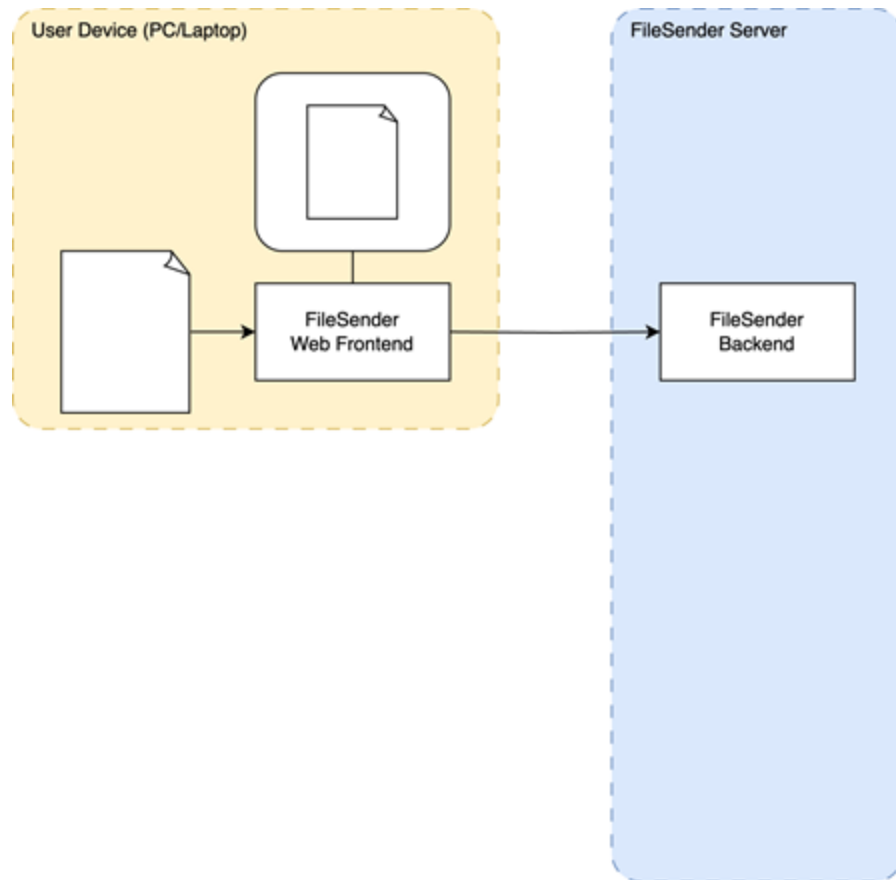 User Device (PC/Laptop)
FileSender Server
FileSender
Web Frontend
FileSender
Backend